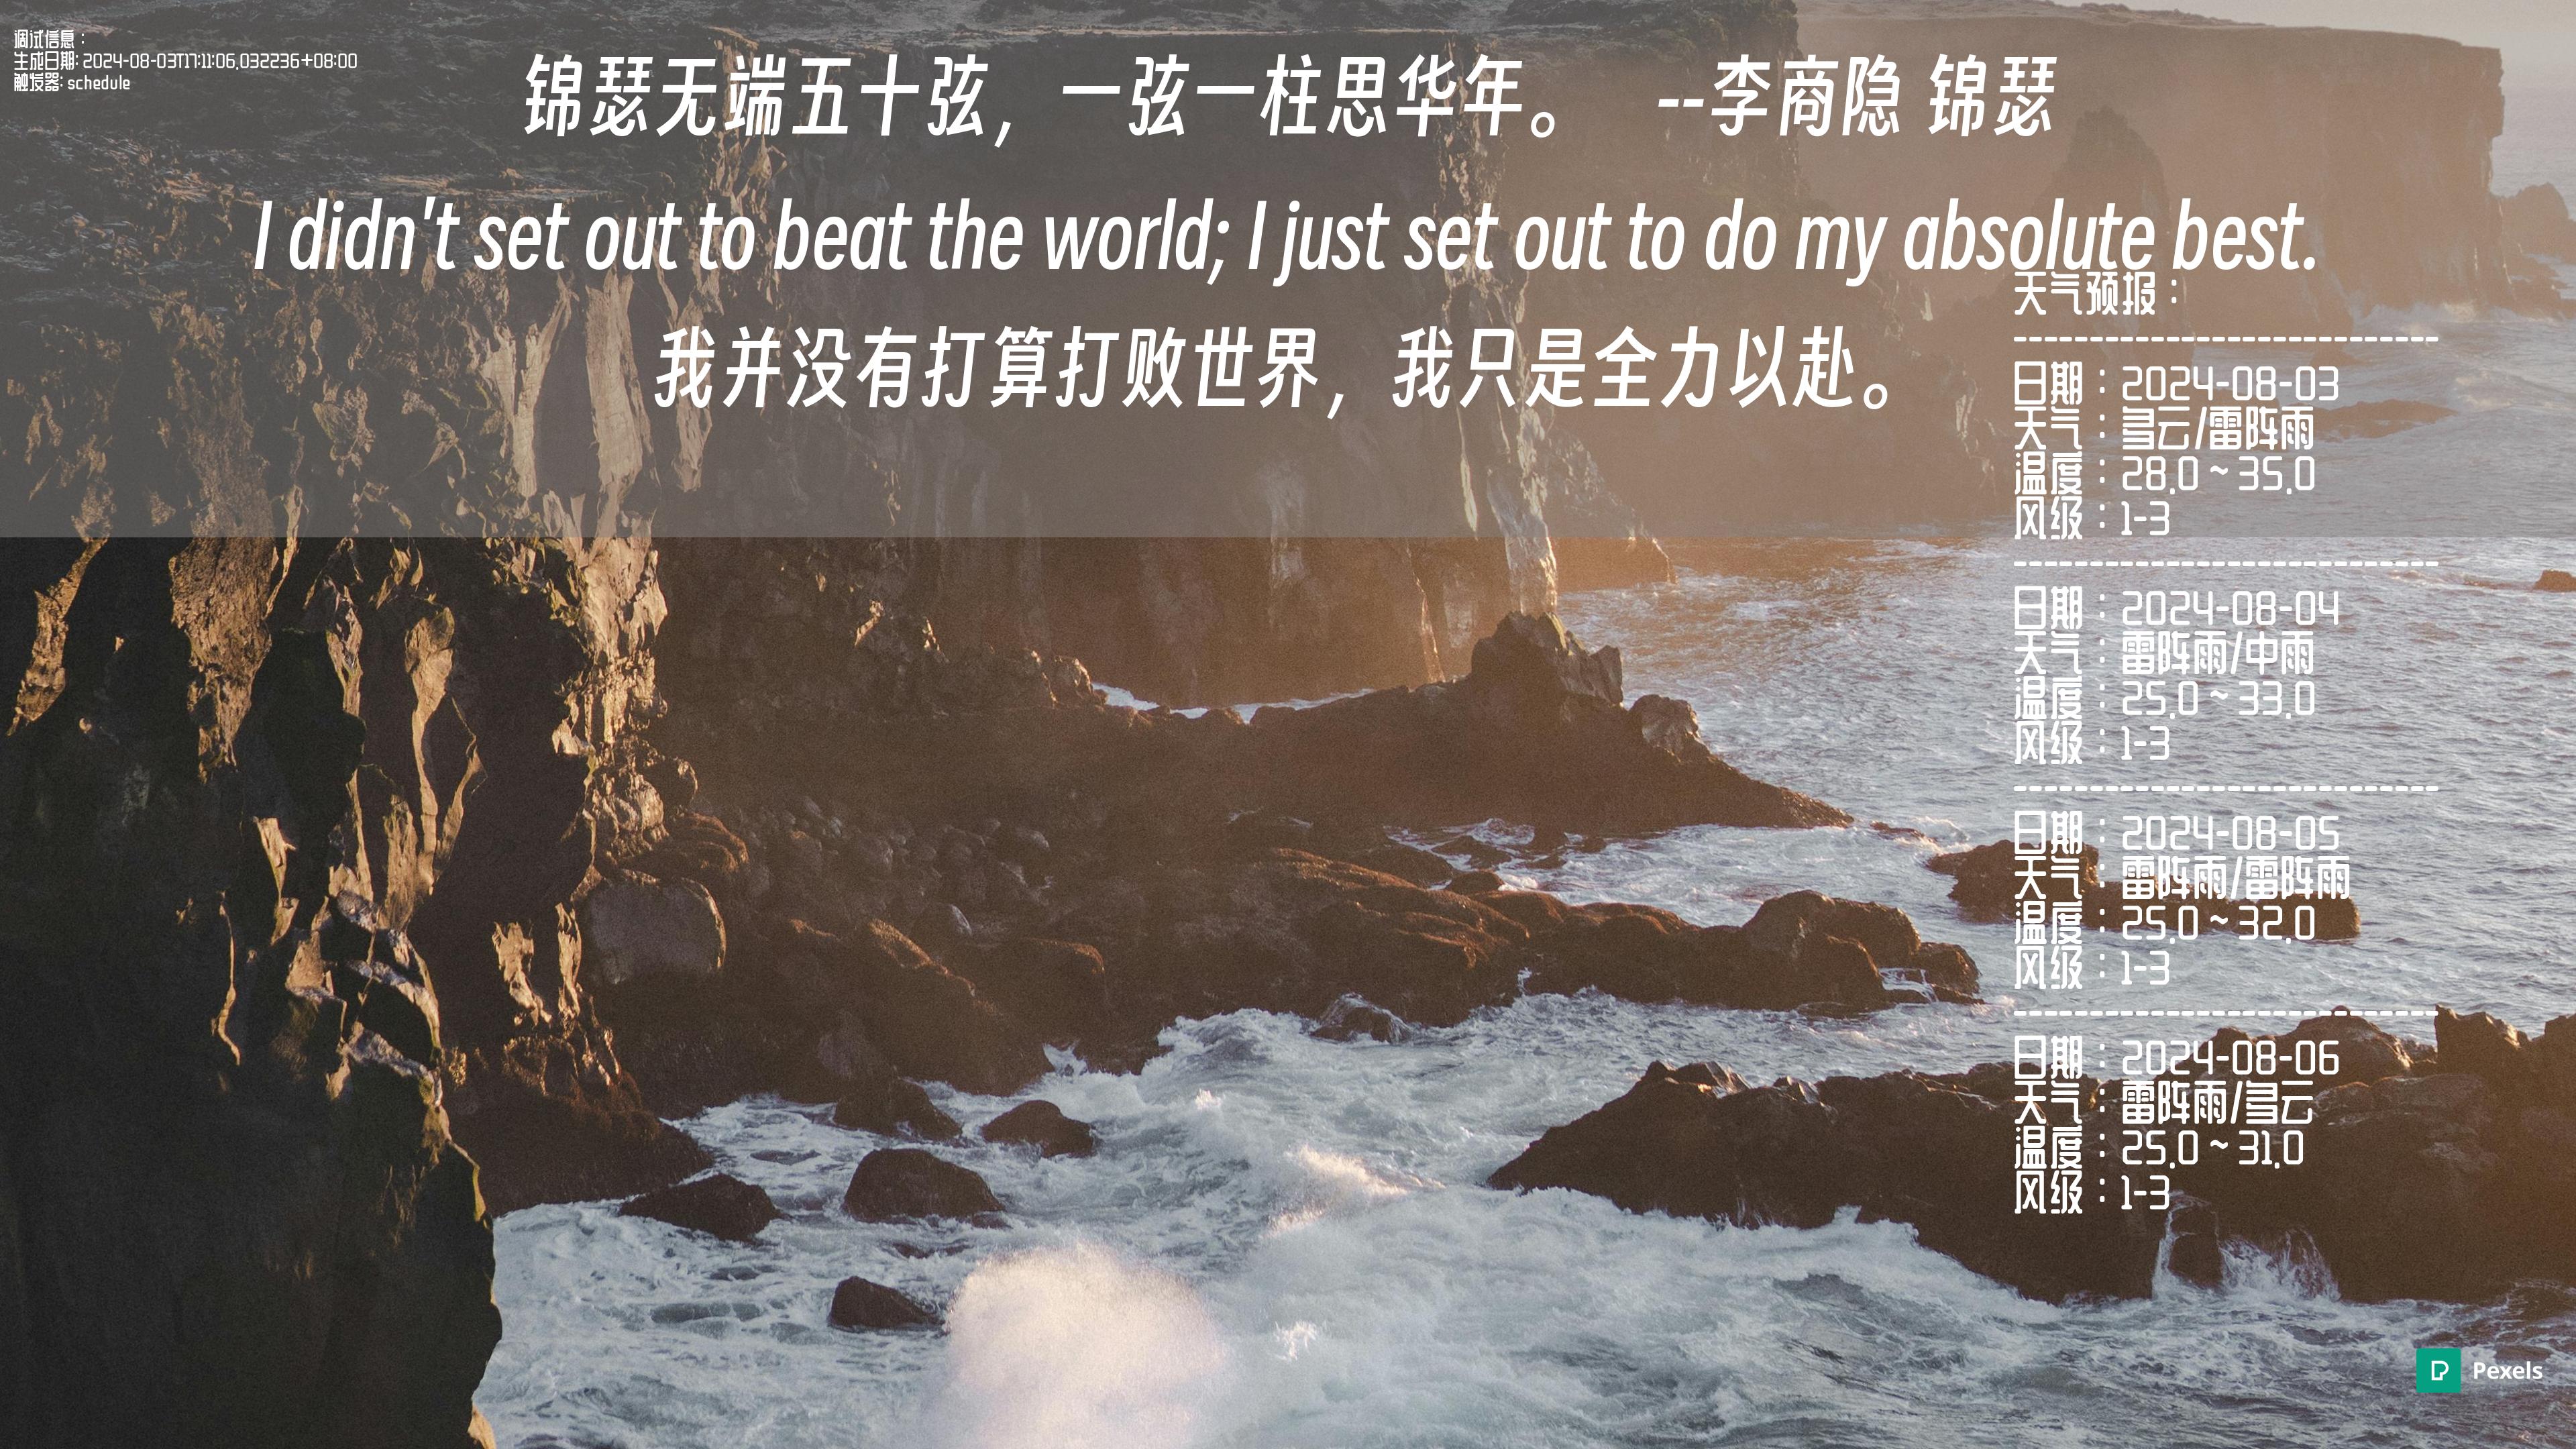 调试信息：
生成日期: 2024-08-03T17:11:06.032236+08:00
触发器: schedule
锦瑟无端五十弦，一弦一柱思华年。 --李商隐 锦瑟
I didn't set out to beat the world; I just set out to do my absolute best.
我并没有打算打败世界，我只是全力以赴。
天气预报：
------------------------------
日期：2024-08-03
天气：多云/雷阵雨
温度：28.0 ~ 35.0
风级：1-3
------------------------------
日期：2024-08-04
天气：雷阵雨/中雨
温度：25.0 ~ 33.0
风级：1-3
------------------------------
日期：2024-08-05
天气：雷阵雨/雷阵雨
温度：25.0 ~ 32.0
风级：1-3
------------------------------
日期：2024-08-06
天气：雷阵雨/多云
温度：25.0 ~ 31.0
风级：1-3
Pexels